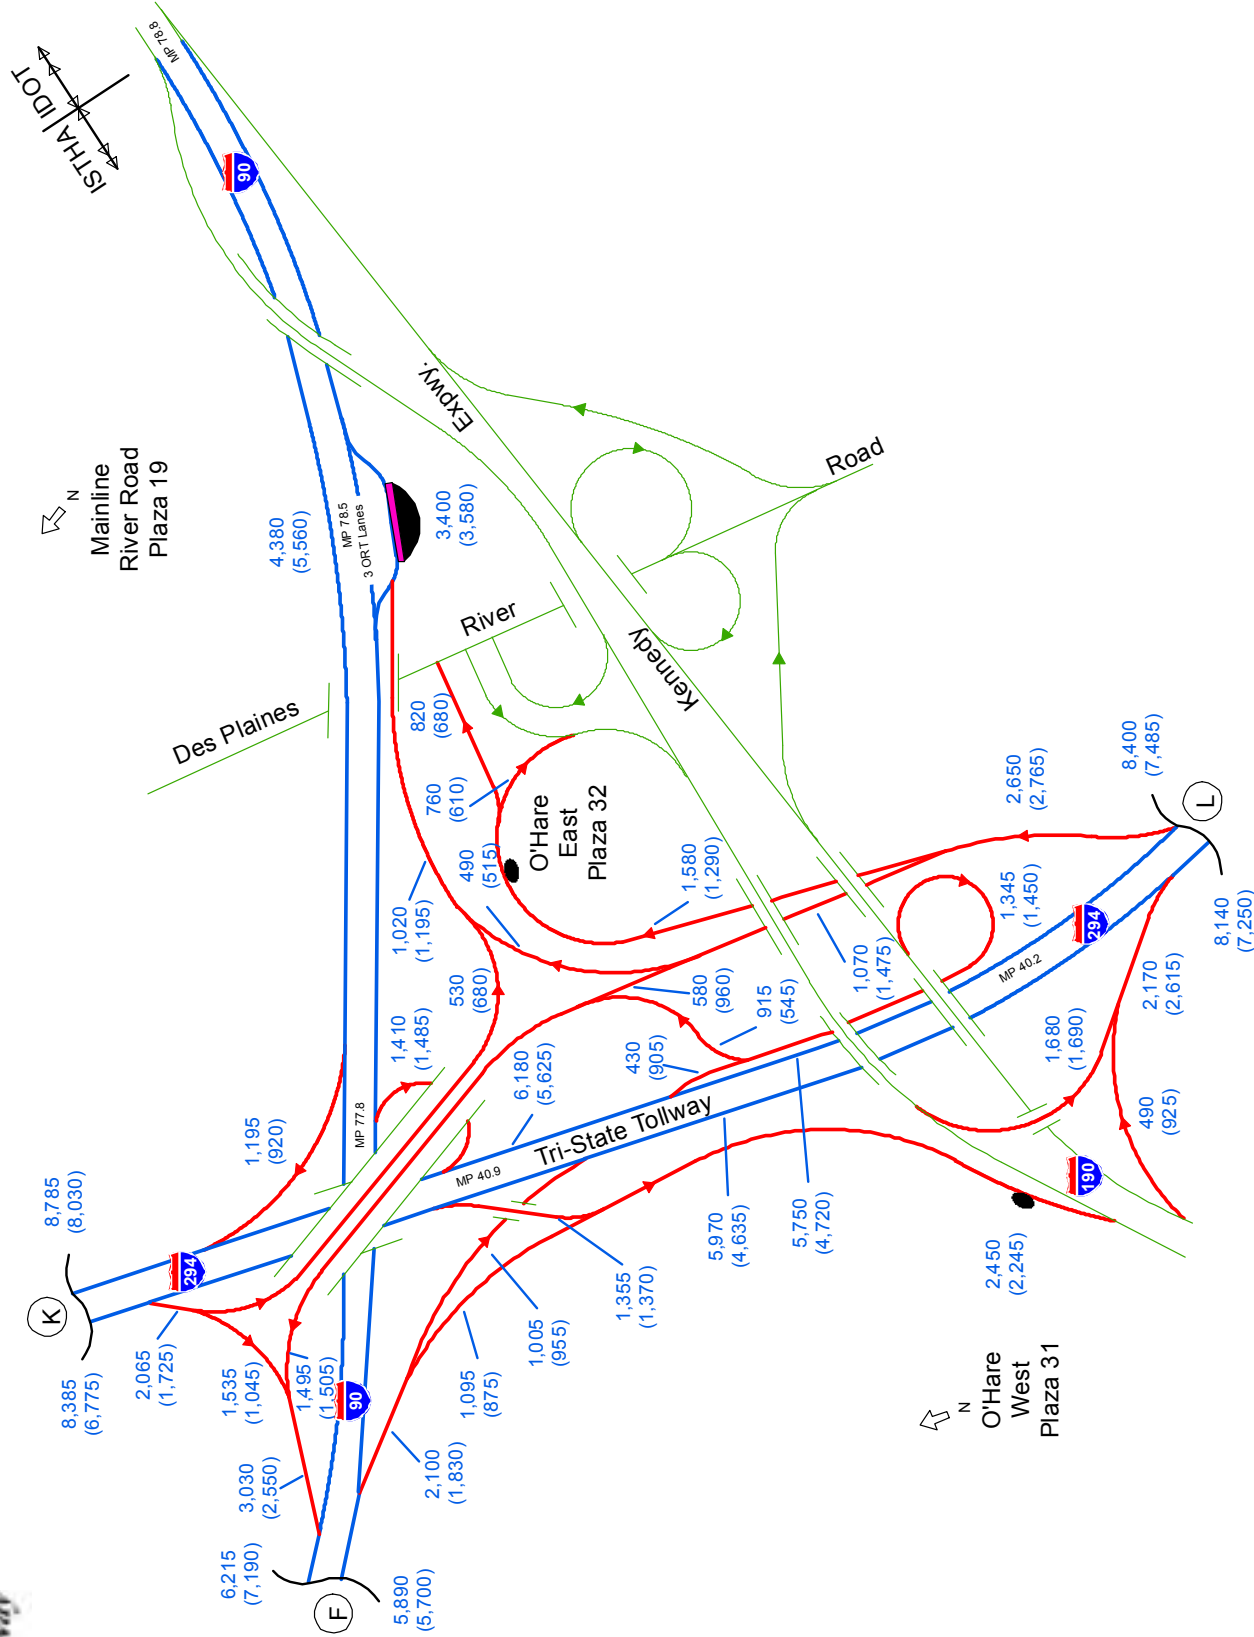 MP 78.8
ISTHA
IDOT
90
Mainline
River Road
Plaza 19
N
4,380
(5,560)
MP 78.5
3 ORT Lanes
3,400
(3,580)
Expwy.
Road
River
Kennedy
Des Plaines
820
(680)
760
(610)
O'Hare
East
Plaza 32
490
(515)
1,020
(1,195)
1,580
(1,290)
2,650
(2,765)
8,400
(7,485)
L
8,140
(7,250)
1,345
(1,450)
294
MP 40.2
1,070
(1,475)
530
(680)
580
(960)
915
(545)
430
(905)
1,410
(1,485)
6,180
(5,625)
1,680
(1,690)
2,170
(2,615)
490
(925)
190
MP 77.8
1,195
(920)
MP 40.9
Tri-State Tollway
8,785
(8,030)
294
K
8,385
(6,775)
2,065
(1,725)
1,535
(1,045)
1,495
(1,505)
90
5,970
(4,635)
5,750
(4,720)
2,450
(2,245)
1,355
(1,370)
1,005
(955)
1,095
(875)
2,100
(1,830)
3,030
(2,550)
6,215
(7,190)
F
5,890
(5,700)
N
O'Hare
West
Plaza 31